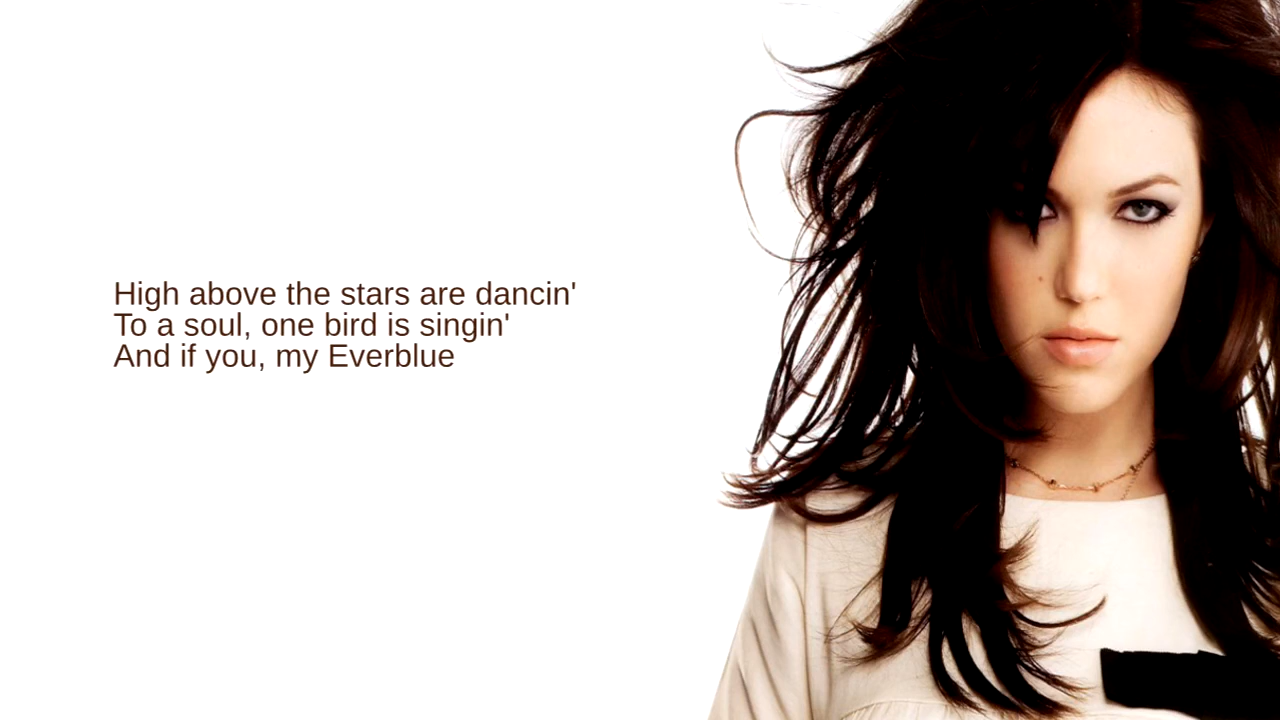 High above the stars are dancin'
To a soul, one bird is singin'
And if you, my Everblue